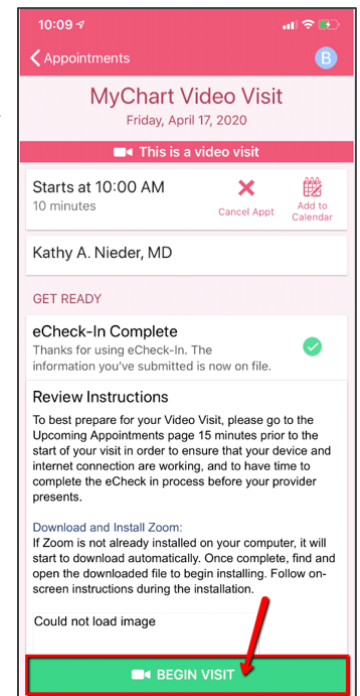 10:09
Appointments
B
MyChart Video Visit
Friday, April 17, 2020
This is a video visit
Starts at 10:00 AM
10 minutes
Cancel Appt
Add to
Calendar
Kathy A. Nieder, MD
GET READY
eCheck-In Complete
Thanks for using eCheck-In. The
information you've submitted is now on file.
Review Instructions
To best prepare for your Video Visit, please go to the
Upcoming Appointments page 15 minutes prior to the
start of your visit in order to ensure that your device and
internet connection are working, and to have time to
complete the eCheck in process before your provider
presents.
Download and Install Zoom:
If Zoom is not already installed on your computer, it will
start to download automatically. Once complete, find and
open the downloaded file to begin installing. Follow on-
screen instructions during the installation.
Could not load image
BEGIN VISIT